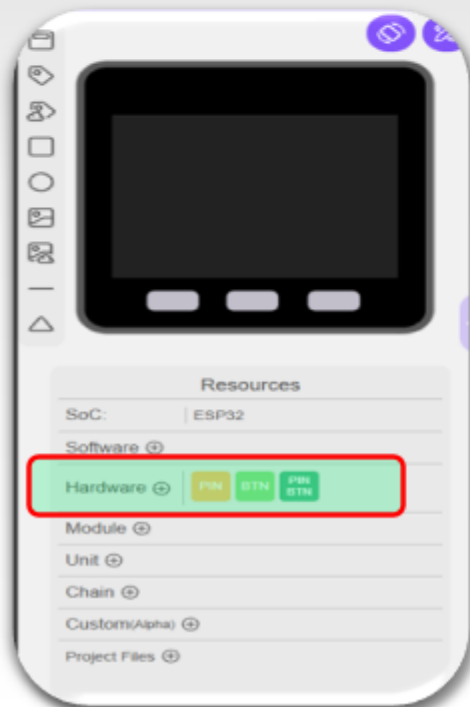 Resources
SoC: ESP32
Software
Hardware PIN BTN PIN BTN
Module
Unit
Chain
Custom(Alpha)
Project Files